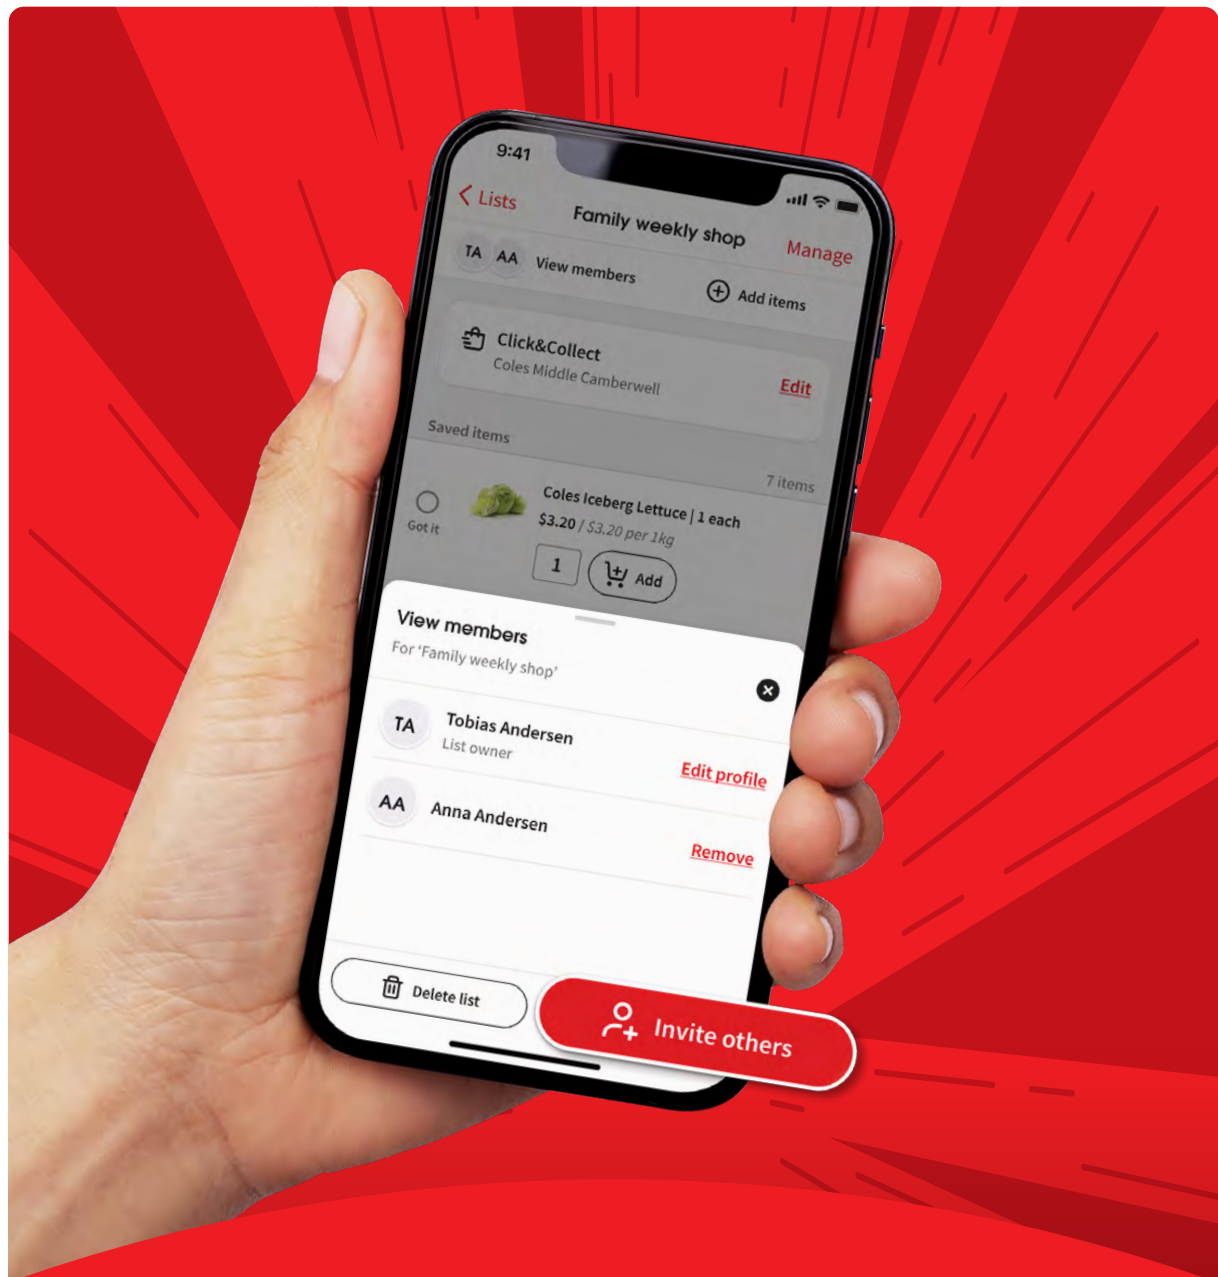 9:41
Lists
Family weekly shop
Manage
TA AA View members
Add items
Click&Collect
Coles Middle Camberwell
Edit
Saved items
7 items
Coles Iceberg Lettuce | 1 each
$3.20 / $3.20 per 1kg
Got it
1
Add
View members
For ‘Family weekly shop’
TA
Tobias Andersen
List owner
Edit profile
AA
Anna Andersen
Remove
Delete list
Invite others